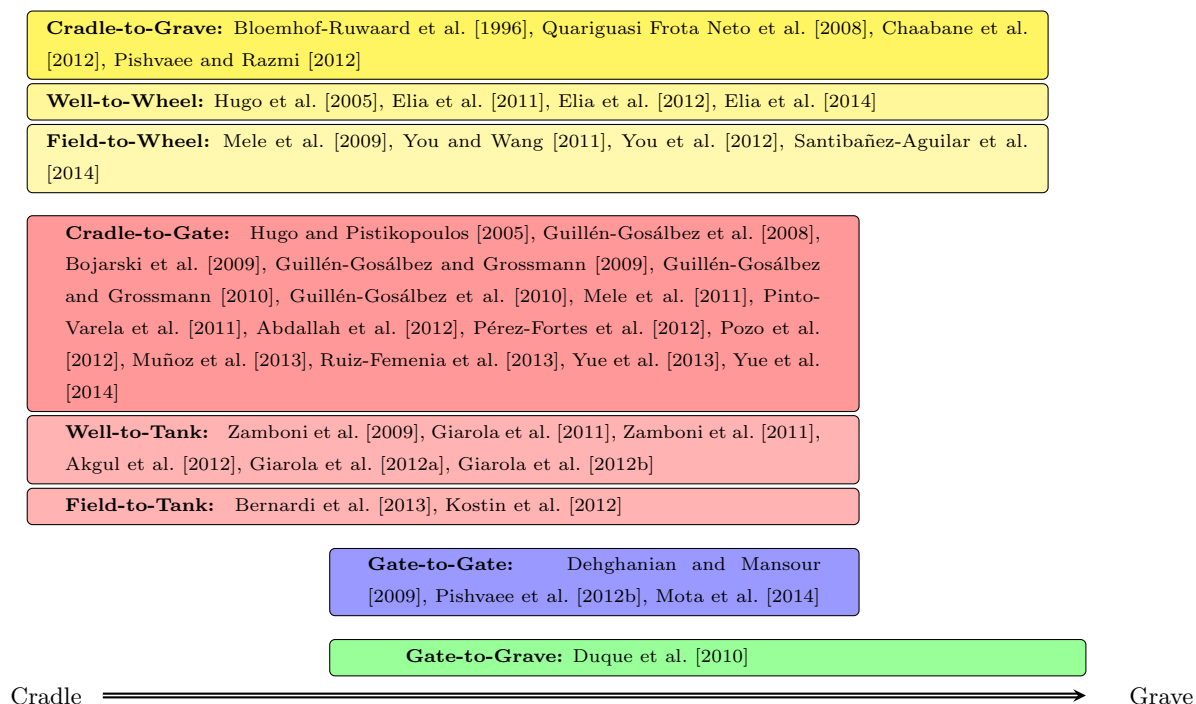 Cradle-to-Grave: Bloemhof-Ruwaard et al. [1996], Quariguasi Frota Neto et al. [2008], Chaabane et al.
[2012], Pishvaee and Razmi [2012]
Well-to-Wheel: Hugo et al. [2005], Elia et al. [2011], Elia et al. [2012], Elia et al. [2014]
Field-to-Wheel: Mele et al. [2009], You and Wang [2011], You et al. [2012], Santibañez-Aguilar et al.
[2014]
Cradle-to-Gate: Hugo and Pistikopoulos [2005], Guillén-Gosálbez et al. [2008],
Bojarski et al. [2009], Guillén-Gosálbez and Grossmann [2009], Guillén-Gosálbez
and Grossmann [2010], Guillén-Gosálbez et al. [2010], Mele et al. [2011], Pinto-
Varela et al. [2011], Abdallah et al. [2012], Pérez-Fortes et al. [2012], Pozo et al.
[2012], Muñoz et al. [2013], Ruiz-Femenia et al. [2013], Yue et al. [2013], Yue et al.
[2014]
Well-to-Tank: Zamboni et al. [2009], Giarola et al. [2011], Zamboni et al. [2011],
Akgul et al. [2012], Giarola et al. [2012a], Giarola et al. [2012b]
Field-to-Tank: Bernardi et al. [2013], Kostin et al. [2012]
Gate-to-Gate: Dehghanian and Mansour
[2009], Pishvaee et al. [2012b], Mota et al. [2014]
Gate-to-Grave: Duque et al. [2010]
Cradle Grave